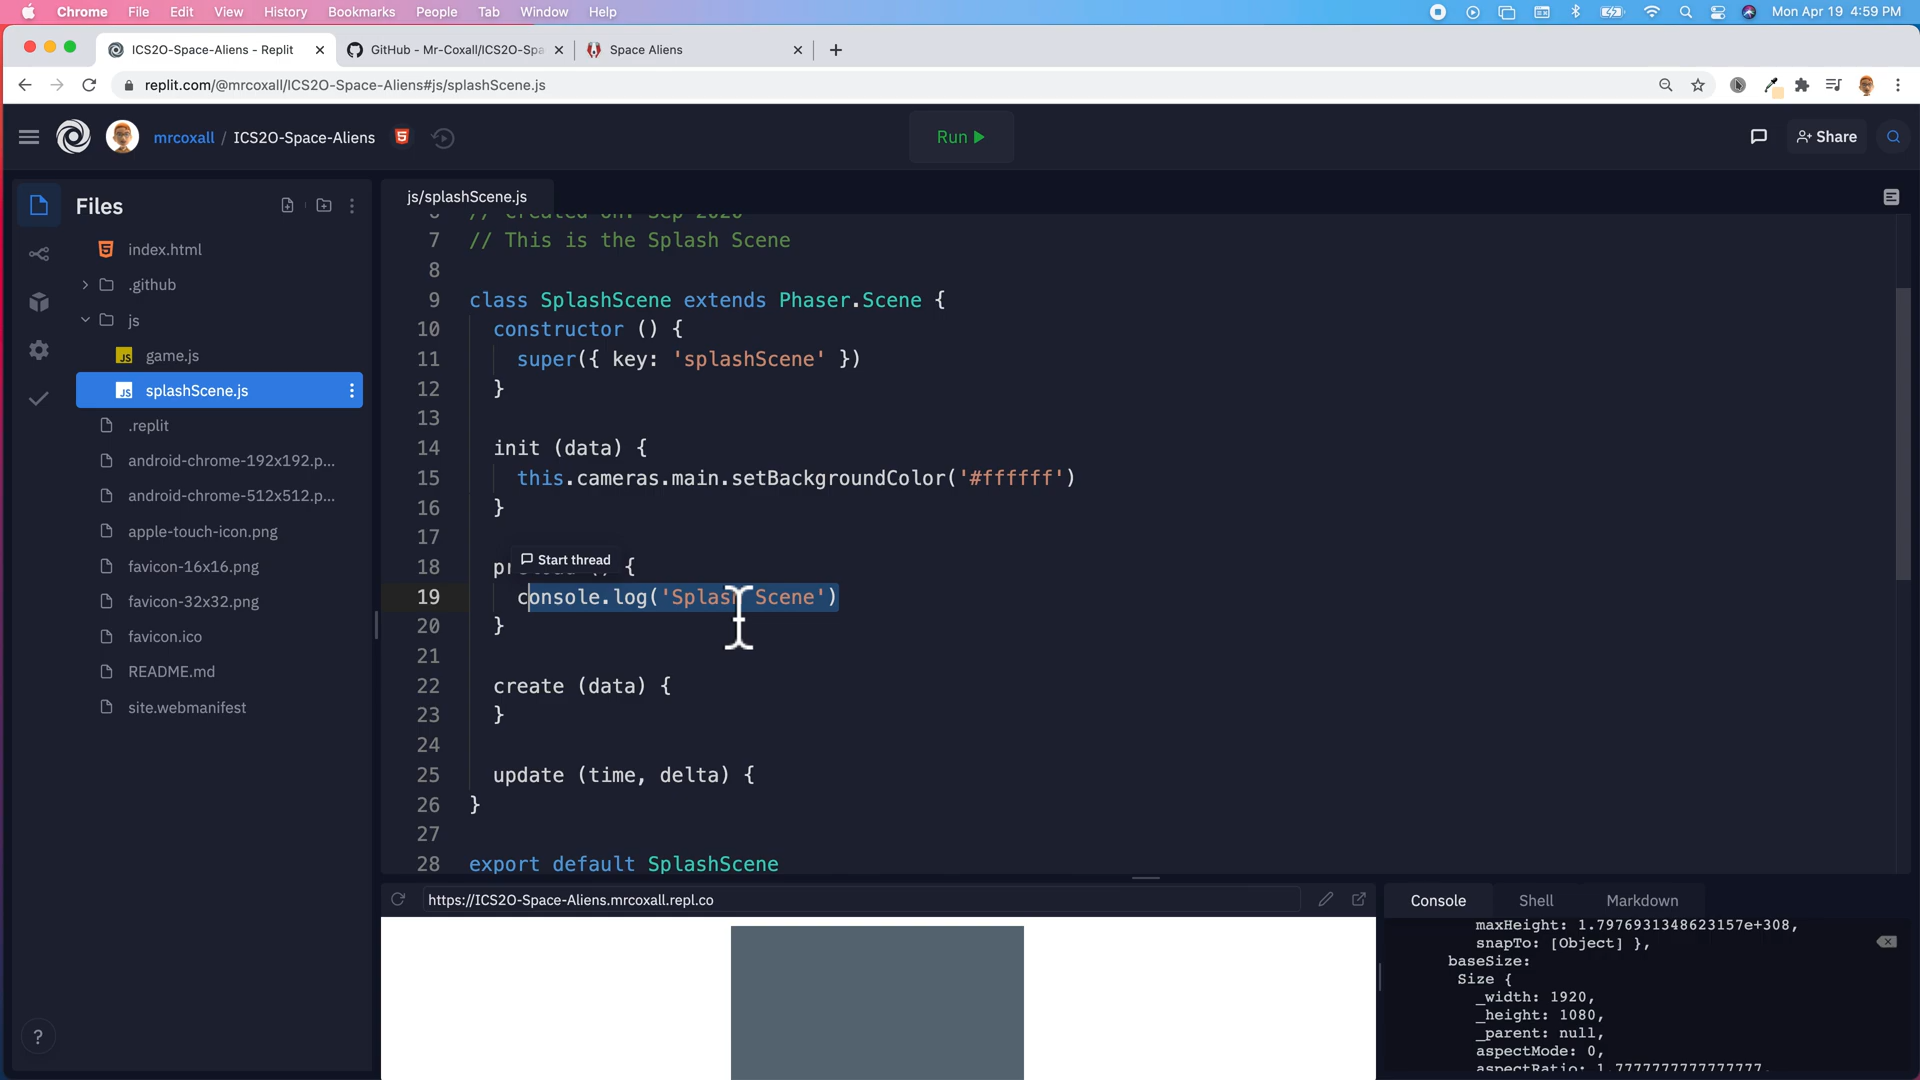 Chrome File Edit View History Bookmarks People Tab Window Help Mon Apr 19 4:59 PM
ICS2O-Space-Aliens - Replit GitHub - Mr-Coxall/ICS2O-Spa Space Aliens
replit.com/@mrcoxall/ICS2O-Space-Aliens#js/splashScene.js
mrcoxall / ICS2O-Space-Aliens Run Share
Files
index.html
.github
js
game.js
splashScene.js
.replit
android-chrome-192x192.p...
android-chrome-512x512.p...
apple-touch-icon.png
favicon-16x16.png
favicon-32x32.png
favicon.ico
README.md
site.webmanifest
?
js/splashScene.js
6 // Created on: Sep 2020
7 // This is the Splash Scene
8
9 class SplashScene extends Phaser.Scene {
10 constructor () {
11 super({ key: 'splashScene' })
12 }
13
14 init (data) {
15 this.cameras.main.setBackgroundColor('#ffffff')
16 }
17
Start thread
18 preload () {
19 console.log('Splash Scene')
20 }
21
22 create (data) {
23 }
24
25 update (time, delta) {
26 }
27
28 export default SplashScene
https://ICS2O-Space-Aliens.mrcoxall.repl.co
Console Shell Markdown
maxHeight: 1.7976931348623157e+308,
snapTo: [Object] },
baseSize:
Size {
_width: 1920,
_height: 1080,
_parent: null,
aspectMode: 0,
aspectRatio: 1.7777777777777777,